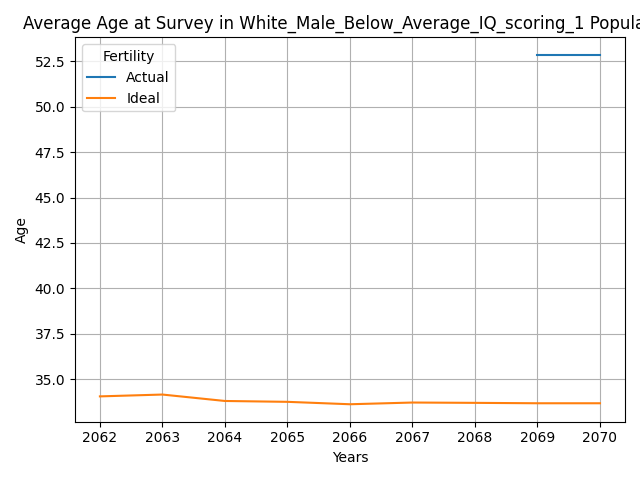 Average Age at Survey in White_Male_Below_Average_IQ_scoring_1 Popula
Fertility
Actual
Ideal
52.5
50.0
47.5
45.0
42.5
40.0
37.5
35.0
Age
2062 2063 2064 2065 2066 2067 2068 2069 2070
Years